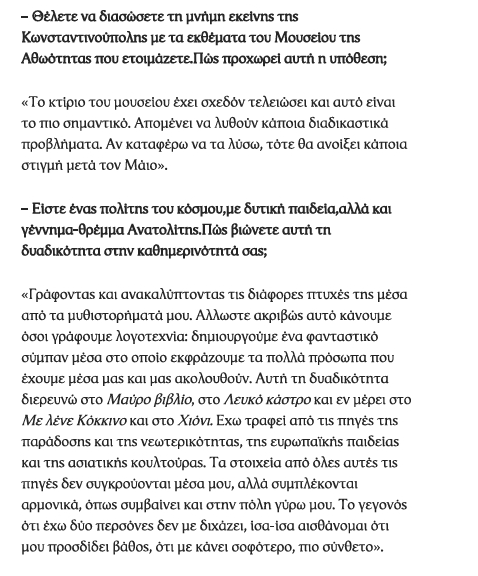 – Θέλετε να διασώσετε τη μνήμη εκείνης της
Κωνσταντινούπολης με τα εκθέματα του Μουσείου της
Αθωότητας που ετοιμάζετε.Πώς προχωρεί αυτή η υπόθεση;
«Το κτίριο του μουσείου έχει σχεδόν τελειώσει και αυτό είναι
το πιο σημαντικό. Απομένει να λυθούν κάποια διαδικαστικά
προβλήματα. Αν καταφέρω να τα λύσω, τότε θα ανοίξει κάποια
στιγμή μετά τον Μάιο».
– Είστε ένας πολίτης του κόσμου,με δυτική παιδεία,αλλά και
γέννημα-θρέμμα Ανατολίτης.Πώς βιώνετε αυτή τη
δυαδικότητα στην καθημερινότητά σας;
«Γράφοντας και ανακαλύπτοντας τις διάφορες πτυχές της μέσα
από τα μυθιστορήματά μου. Αλλωστε ακριβώς αυτό κάνουμε
όσοι γράφουμε λογοτεχνία: δημιουργούμε ένα φανταστικό
σύμπαν μέσα στο οποίο εκφράζουμε τα πολλά πρόσωπα που
έχουμε μέσα μας και μας ακολουθούν. Αυτή τη δυαδικότητα
διερευνώ στο Μαύρο βιβλίο, στο Λευκό κάστρο και εν μέρει στο
Με λένε Κόκκινο και στο Χιόνι. Εχω τραφεί από τις πηγές της
παράδοσης και της νεωτερικότητας, της ευρωπαϊκής παιδείας
και της ασιατικής κουλτούρας. Τα στοιχεία από όλες αυτές τις
πηγές δεν συγκρούονται μέσα μου, αλλά συμπλέκονται
αρμονικά, όπως συμβαίνει και στην πόλη γύρω μου. Το γεγονός
ότι έχω δύο περσόνες δεν με διχάζει, ίσα-ίσα αισθάνομαι ότι
μου προσδίδει βάθος, ότι με κάνει σοφότερο, πιο σύνθετο».